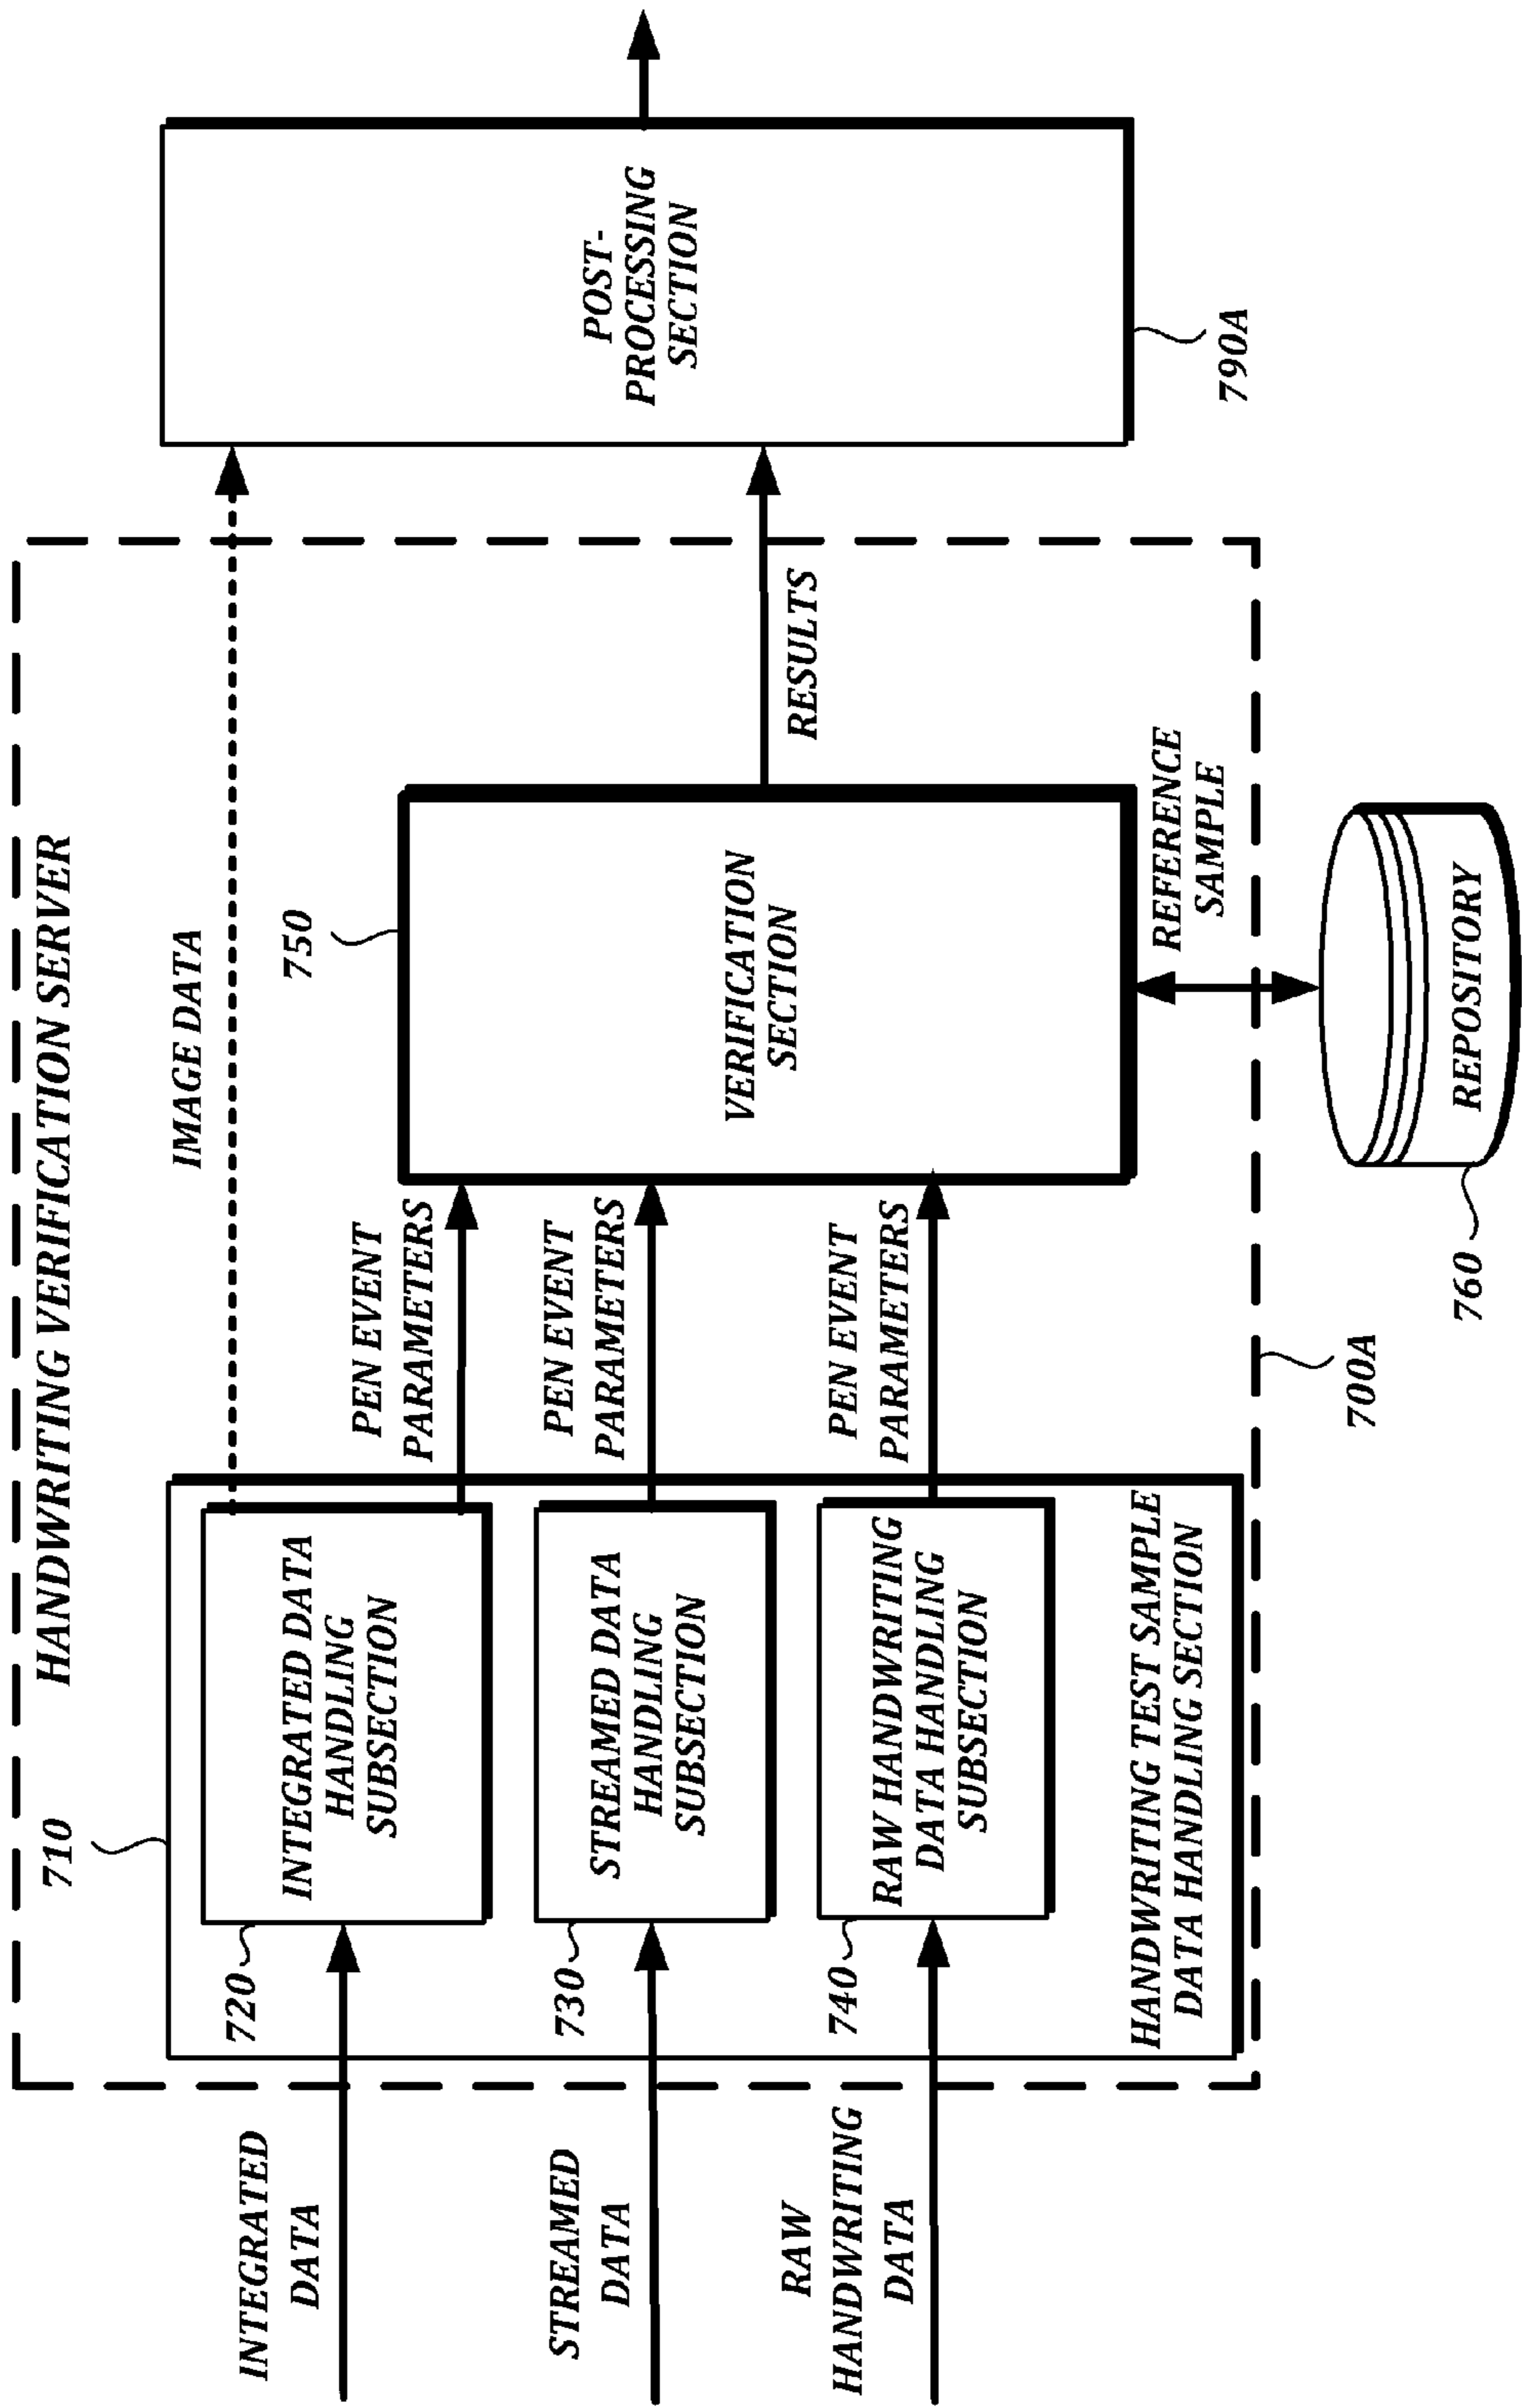 HANDWRITING VERIFICATION SERVER
710
IMAGE DATA
INTEGRATED
DATA
720
INTEGRATED DATA
HANDLING
SUBSECTION
PEN EVENT
PARAMETERS
750
STREAMED
DATA
730
STREAMED DATA
HANDLING
SUBSECTION
PEN EVENT
PARAMETERS
VERIFICATION
SECTION
RESULTS
POST-
PROCESSING
SECTION
RAW
HANDWRITING
DATA
740
RAW HANDWRITING
DATA HANDLING
SUBSECTION
PEN EVENT
PARAMETERS
HANDWRITING TEST SAMPLE
DATA HANDLING SECTION
REFERENCE
SAMPLE
790A
700A
760
REPOSITORY